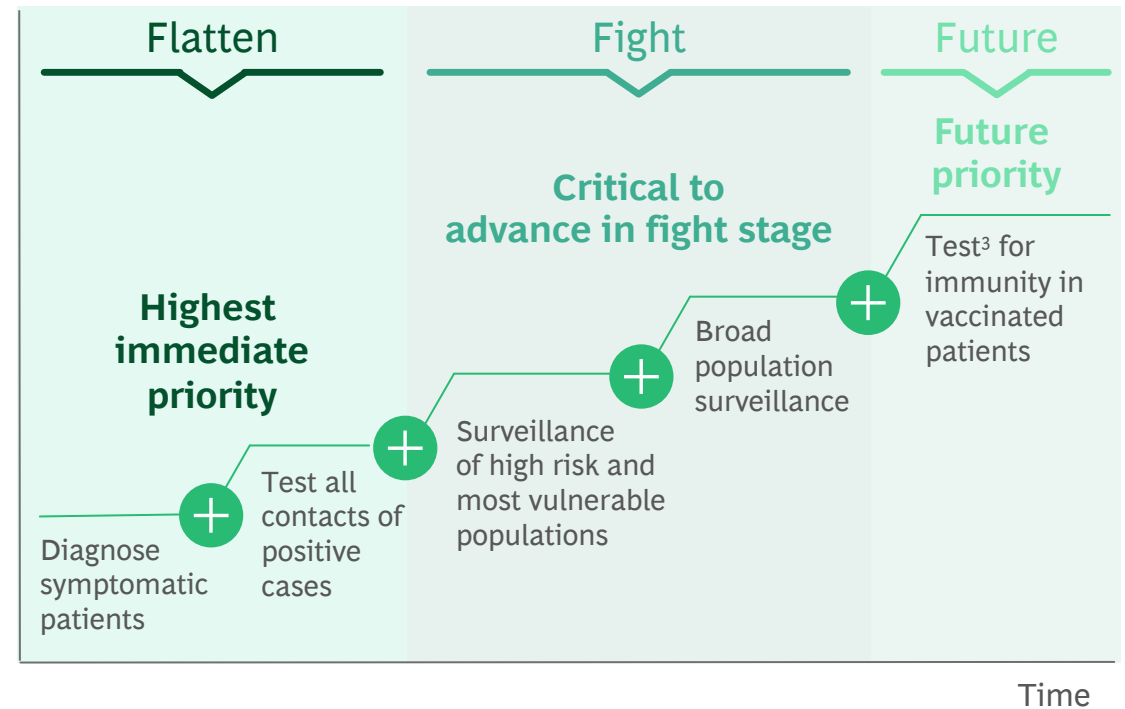 Flatten
Fight
Future
Highest
immediate
priority
Critical to
advance in fight stage
Future
priority
Diagnose
symptomatic
patients
Test all
contacts of
positive
cases
Surveillance
of high risk and
most vulnerable
populations
Broad
population
surveillance
Test³ for
immunity in
vaccinated
patients
Time